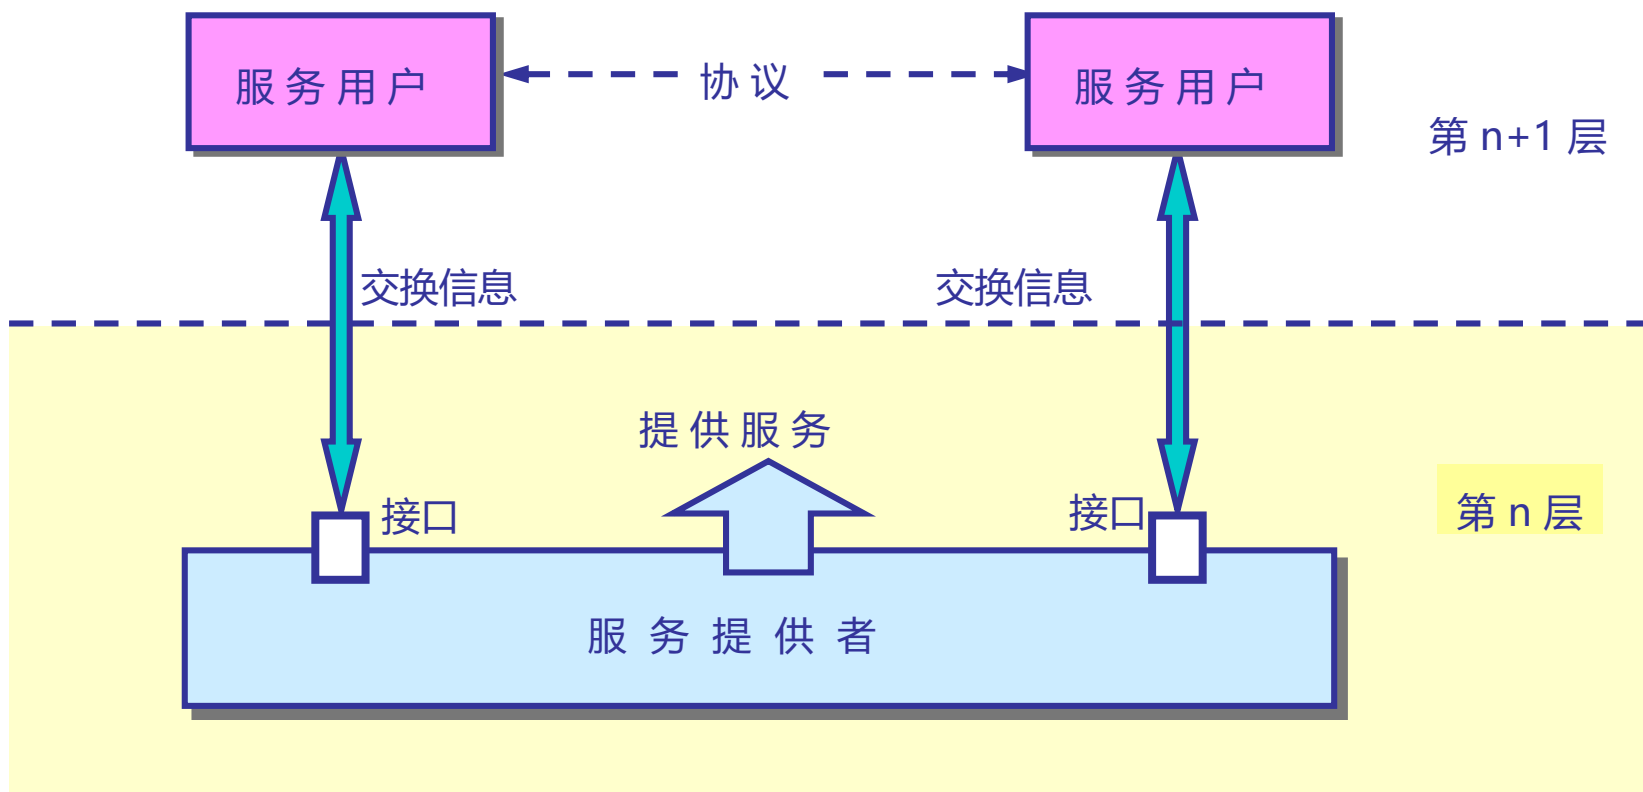 服务用户
协议
服务用户
第 n+1 层
交换信息
交换信息
提供服务
接口
接口
第 n 层
服务提供者